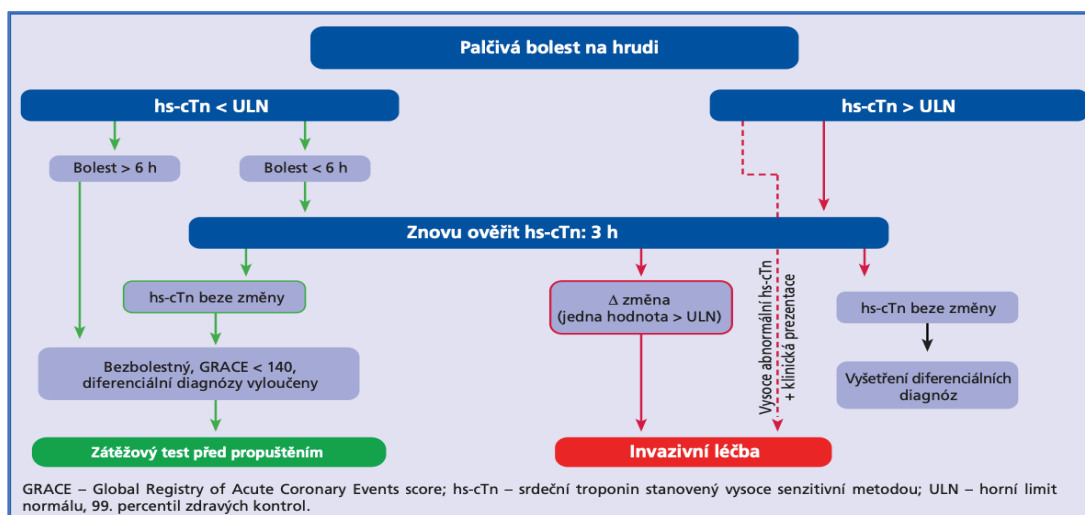 Palčivá bolest na hrudi
hs-cTn < ULN
hs-cTn > ULN
Bolest > 6 h
Bolest < 6 h
Znovu ověřit hs-cTn: 3 h
hs-cTn beze změny
Δ změna
(jedna hodnota > ULN)
Vysoce abnormální hs-cTn
+ klinická prezentace
hs-cTn beze změny
Bezbolestný, GRACE < 140,
diferenciální diagnózy vyloučeny
Vyšetření diferenciálních
diagnóz
Zátěžový test před propuštěním
Invazivní léčba
GRACE – Global Registry of Acute Coronary Events score; hs-cTn – srdeční troponin stanovený vysoce senzitivní metodou; ULN – horní limit
normálu, 99. percentil zdravých kontrol.